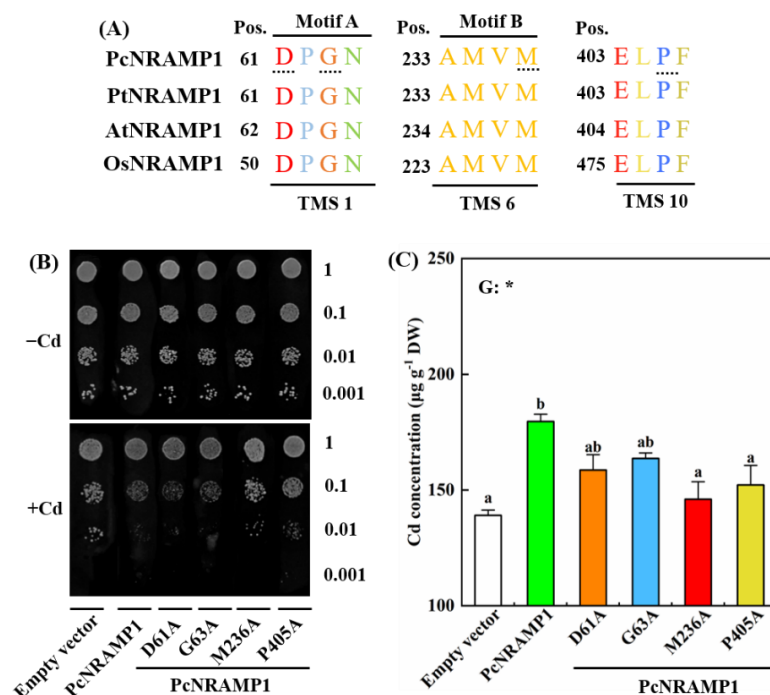 (A)
Pos. Motif A Motif B Pos.
PcNRAMP1 61 D P G N 233 A M V M 403 E L P F
PtNRAMP1 61 D P G N 233 A M V M 403 E L P F
AtNRAMP1 62 D P G N 234 A M V M 404 E L P F
OsNRAMP1 50 D P G N 223 A M V M 475 E L P F
TMS 1 TMS 6 TMS 10
(B)
−Cd
1
0.1
0.01
0.001
+Cd
1
0.1
0.01
0.001
Empty vector
PcNRAMP1
D61A
G63A
M236A
P405A
PcNRAMP1
(C)
Cd concentration (µg g⁻¹ DW)
250
200
150
100
G: *
a
b
ab
ab
a
a
Empty vector
PcNRAMP1
D61A
G63A
M236A
P405A
PcNRAMP1